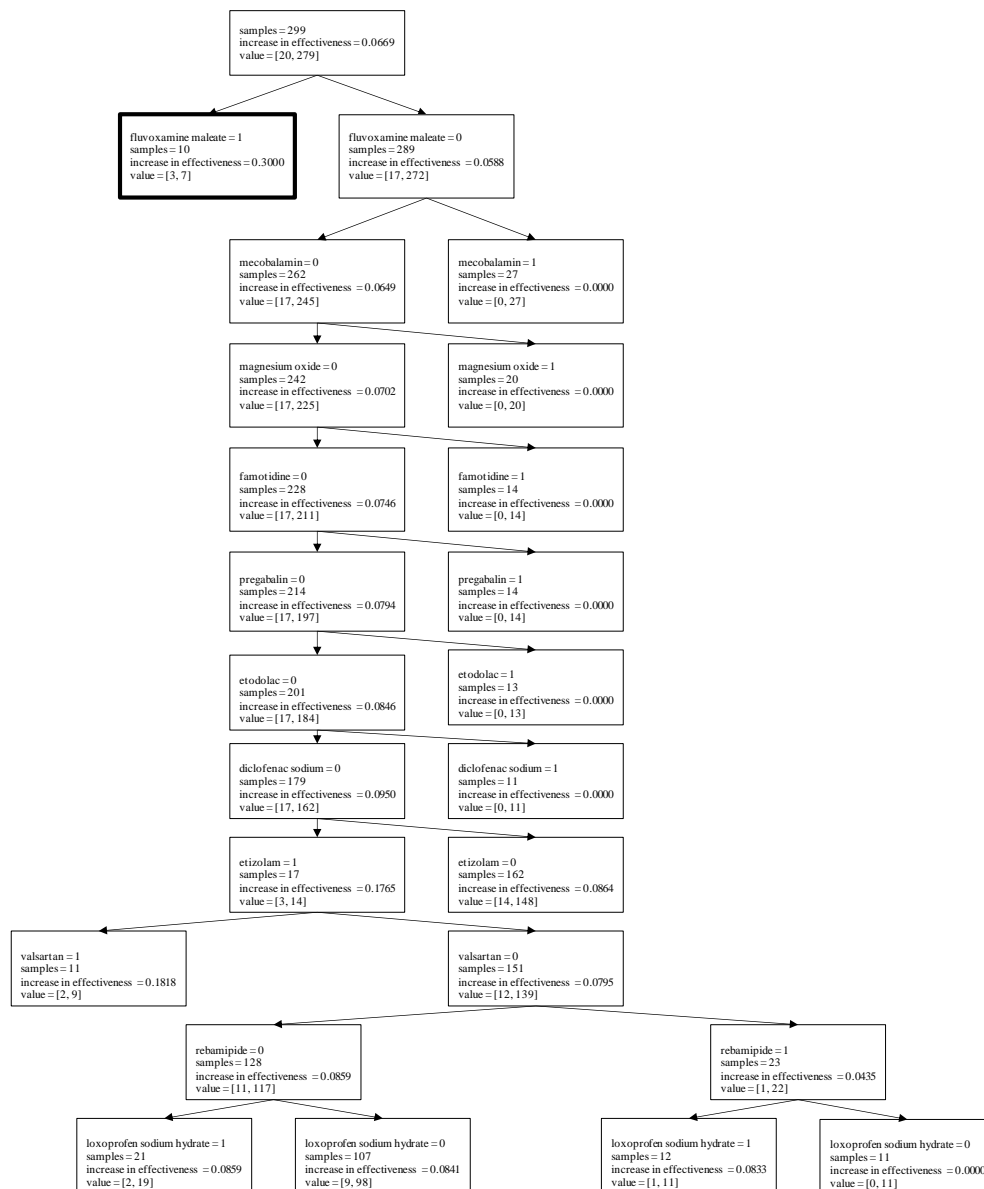 samples = 299
increase in effectiveness = 0.0669
value = [20, 279]
fluvoxamine maleate = 1
samples = 10
increase in effectiveness = 0.3000
value = [3, 7]
fluvoxamine maleate = 0
samples = 289
increase in effectiveness = 0.0588
value = [17, 272]
mecobalamin = 0
samples = 262
increase in effectiveness = 0.0649
value = [17, 245]
mecobalamin = 1
samples = 27
increase in effectiveness = 0.0000
value = [0, 27]
magnesium oxide = 0
samples = 242
increase in effectiveness = 0.0702
value = [17, 225]
magnesium oxide = 1
samples = 20
increase in effectiveness = 0.0000
value = [0, 20]
famotidine = 0
samples = 228
increase in effectiveness = 0.0746
value = [17, 211]
famotidine = 1
samples = 14
increase in effectiveness = 0.0000
value = [0, 14]
pregabalin = 0
samples = 214
increase in effectiveness = 0.0794
value = [17, 197]
pregabalin = 1
samples = 14
increase in effectiveness = 0.0000
value = [0, 14]
etodolac = 0
samples = 201
increase in effectiveness = 0.0846
value = [17, 184]
etodolac = 1
samples = 13
increase in effectiveness = 0.0000
value = [0, 13]
diclofenac sodium = 0
samples = 179
increase in effectiveness = 0.0950
value = [17, 162]
diclofenac sodium = 1
samples = 11
increase in effectiveness = 0.0000
value = [0, 11]
etizolam = 1
samples = 17
increase in effectiveness = 0.1765
value = [3, 14]
etizolam = 0
samples = 162
increase in effectiveness = 0.0864
value = [14, 148]
valsartan = 1
samples = 11
increase in effectiveness = 0.1818
value = [2, 9]
valsartan = 0
samples = 151
increase in effectiveness = 0.0795
value = [12, 139]
rebamipide = 0
samples = 128
increase in effectiveness = 0.0859
value = [11, 117]
rebamipide = 1
samples = 23
increase in effectiveness = 0.0435
value = [1, 22]
loxoprofen sodium hydrate = 1
samples = 21
increase in effectiveness = 0.0859
value = [2, 19]
loxoprofen sodium hydrate = 0
samples = 107
increase in effectiveness = 0.0841
value = [9, 98]
loxoprofen sodium hydrate = 1
samples = 12
increase in effectiveness = 0.0833
value = [1, 11]
loxoprofen sodium hydrate = 0
samples = 11
increase in effectiveness = 0.0000
value = [0, 11]